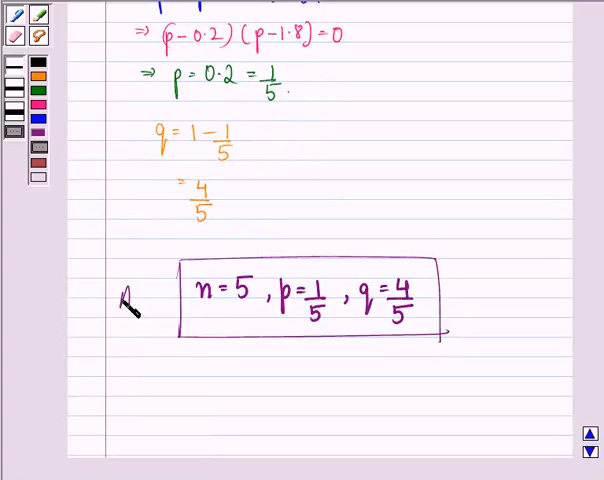 ⇒ (p-0.2) (p-1.8) = 0
⇒ p = 0.2 = 1/5.
q = 1 - 1/5
= 4/5
A
n = 5, p = 1/5, q = 4/5